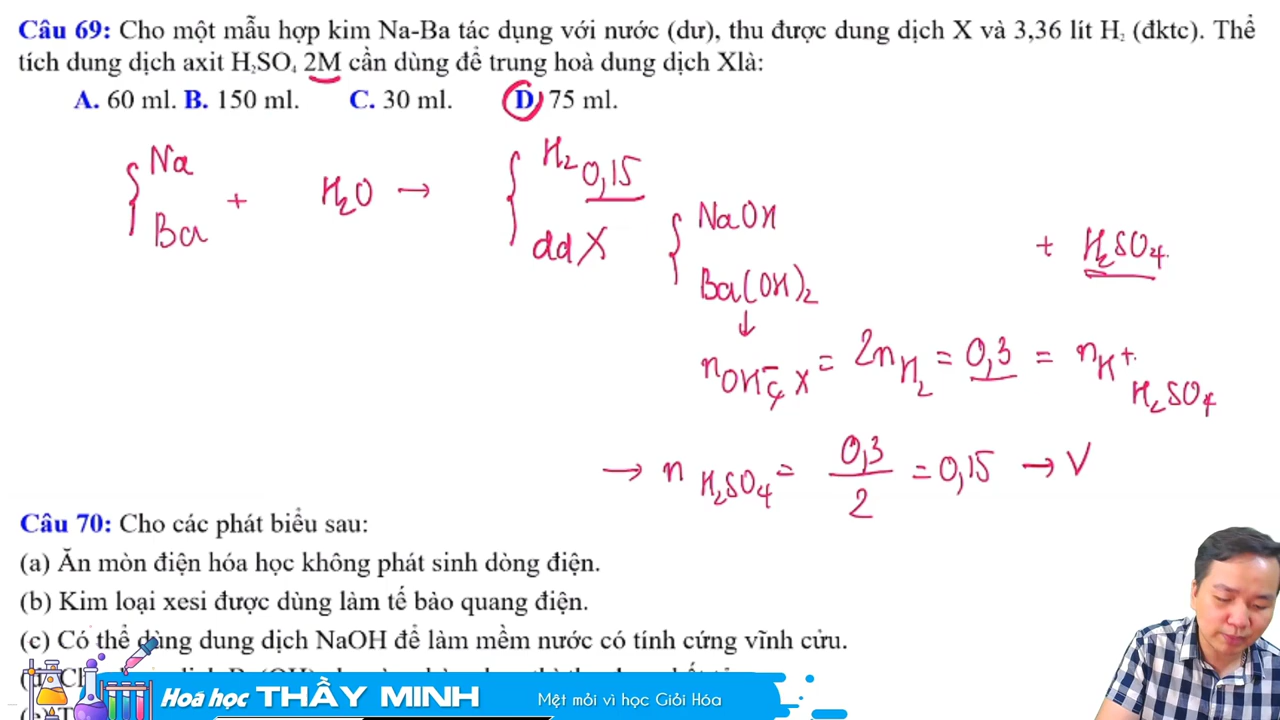 Câu 69: Cho một mẫu hợp kim Na-Ba tác dụng với nước (dư), thu được dung dịch X và 3,36 lít H₂ (đktc). Thể
tích dung dịch axit H₂SO₄ 2M cần dùng để trung hoà dung dịch Xlà:
A. 60 ml. B. 150 ml. C. 30 ml. D. 75 ml.
{ Na
Ba
+ H₂O → { H₂ 0,15
dd X { NaOH
Ba(OH)₂
+ H₂SO₄
↓
n OH⁻ç X = 2n H₂ = 0,3 = n H⁺ H₂SO₄
→ n H₂SO₄ = 0,3 / 2 = 0,15 → V
Câu 70: Cho các phát biểu sau:
(a) Ăn mòn điện hóa học không phát sinh dòng điện.
(b) Kim loại xesi được dùng làm tế bảo quang điện.
(c) Có thể dùng dung dịch NaOH để làm mềm nước có tính cứng vĩnh cửu.
Hoá học THẦY MINH
Mệt mỏi vì học Giỏi Hóa